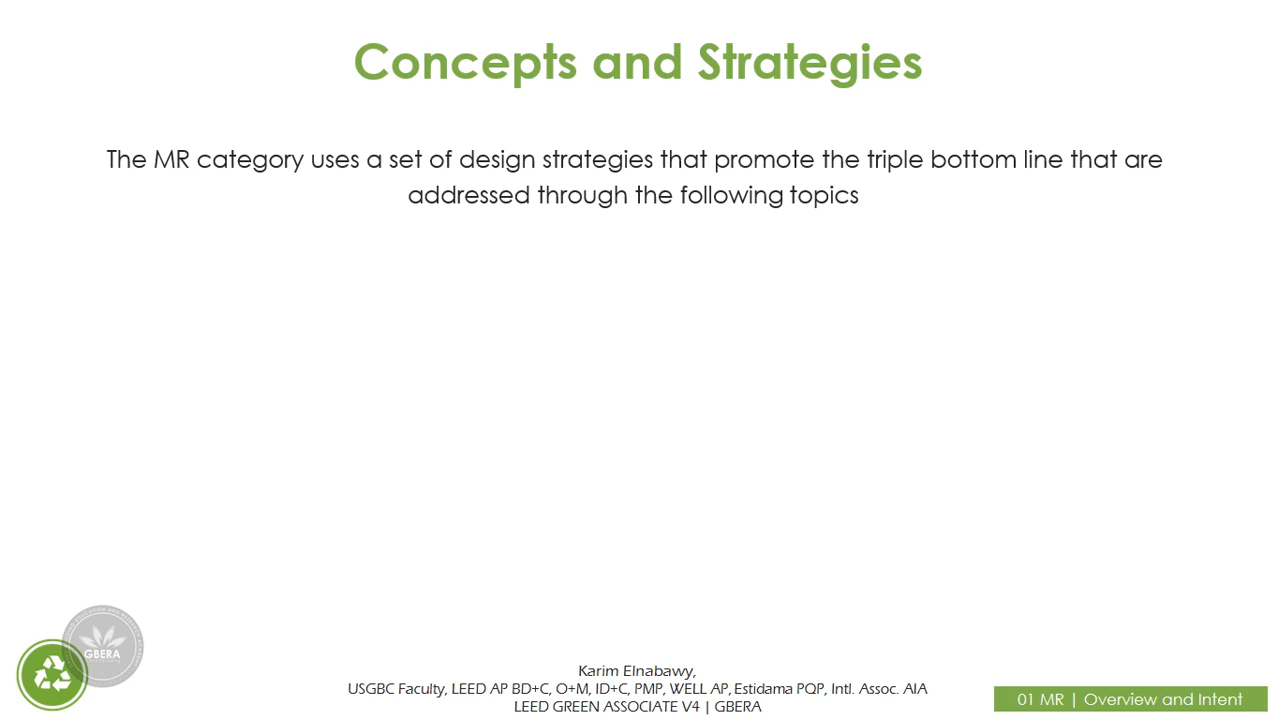 Concepts and Strategies
The MR category uses a set of design strategies that promote the triple bottom line that are
addressed through the following topics
GBERA
Karim Elnabawy,
USGBC Faculty, LEED AP BD+C, O+M, ID+C, PMP, WELL AP, Estidama PQP, Intl. Assoc. AIA
LEED GREEN ASSOCIATE V4 | GBERA
01 MR | Overview and Intent